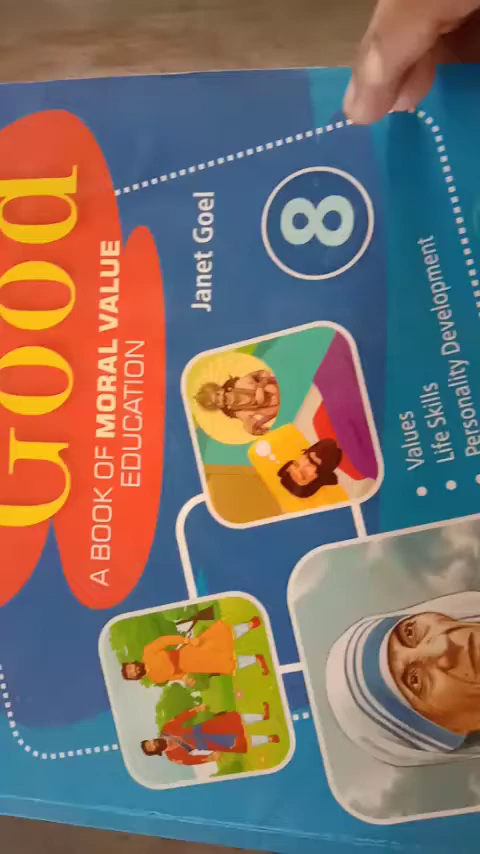 Good
A BOOK OF MORAL VALUE
EDUCATION
Janet Goel
8
• Values
• Life Skills
• Personality Development